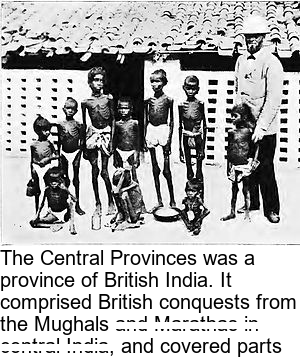 The Central Provinces was a
province of British India. It
comprised British conquests from
the Mughals and Marathas in
central India, and covered parts